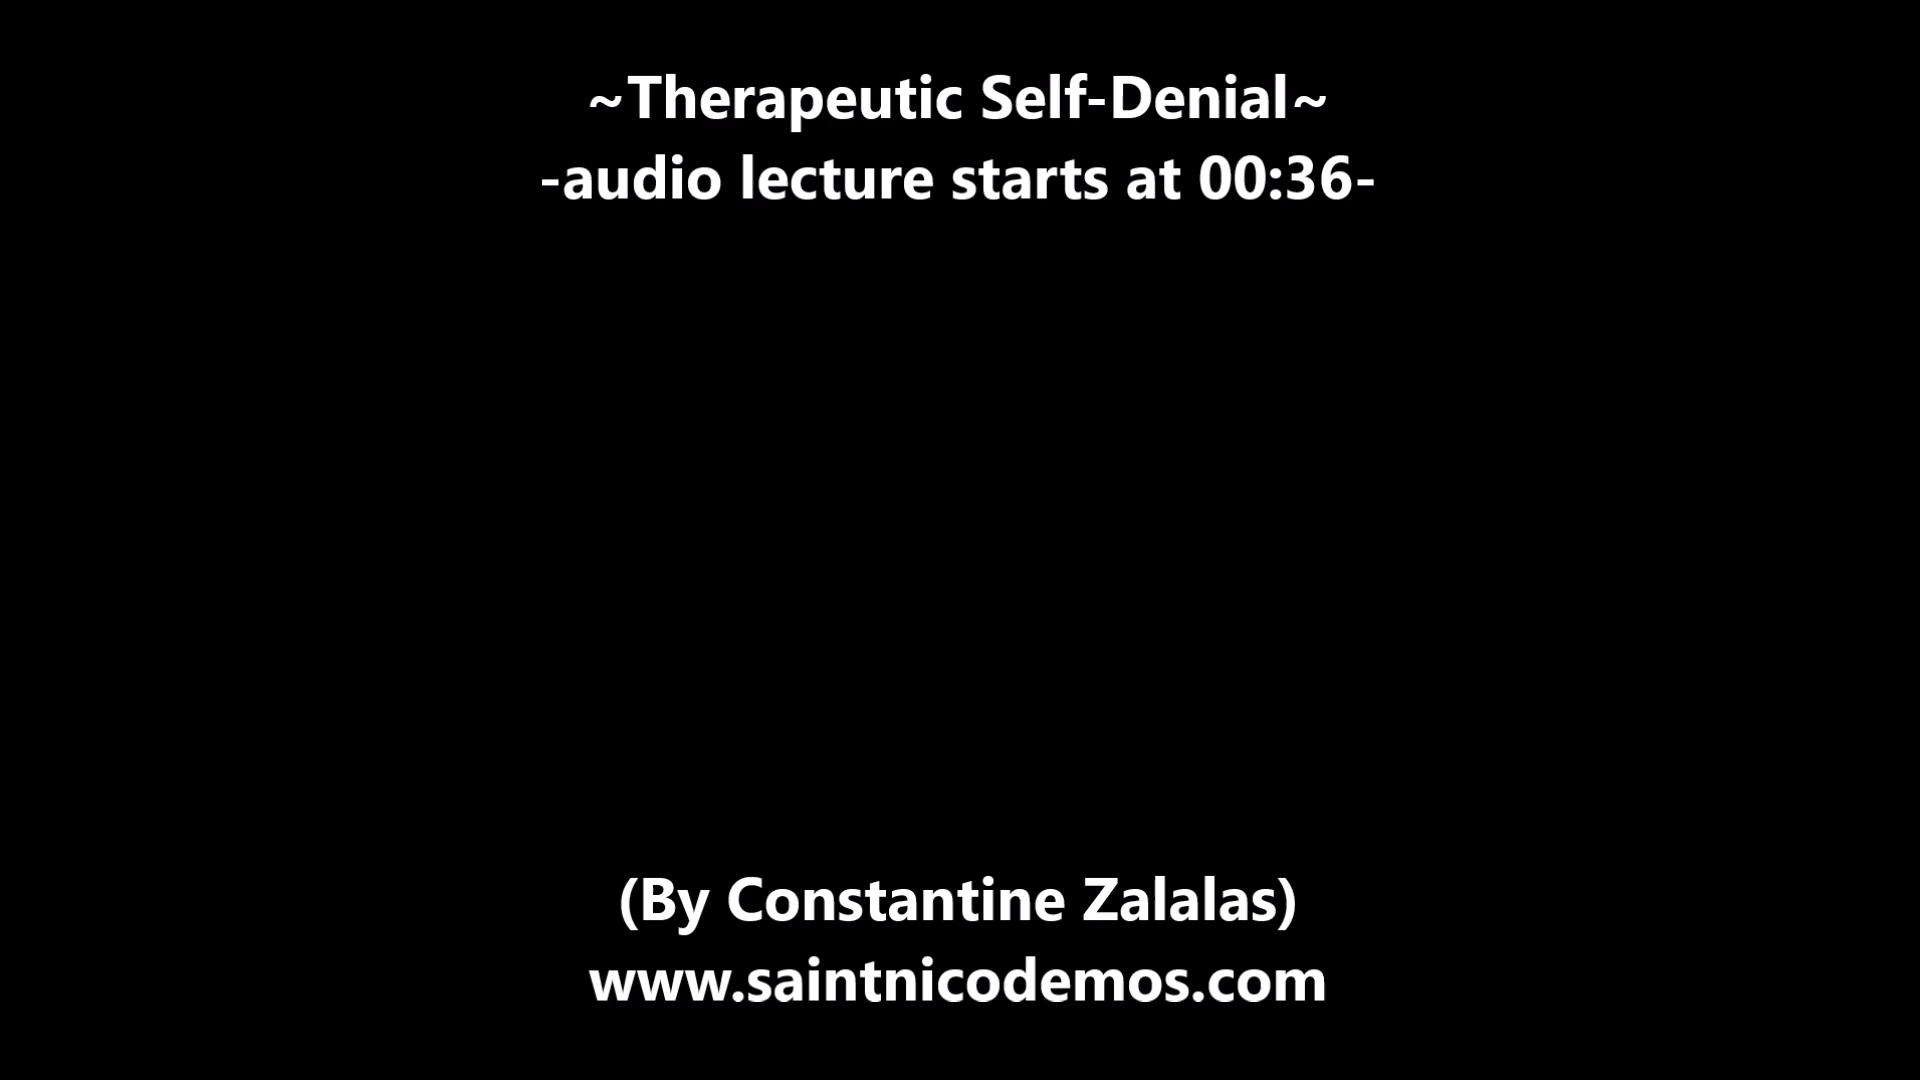 ~Therapeutic Self-Denial~
-audio lecture starts at 00:36-
(By Constantine Zalalas)
www.saintnicodemos.com